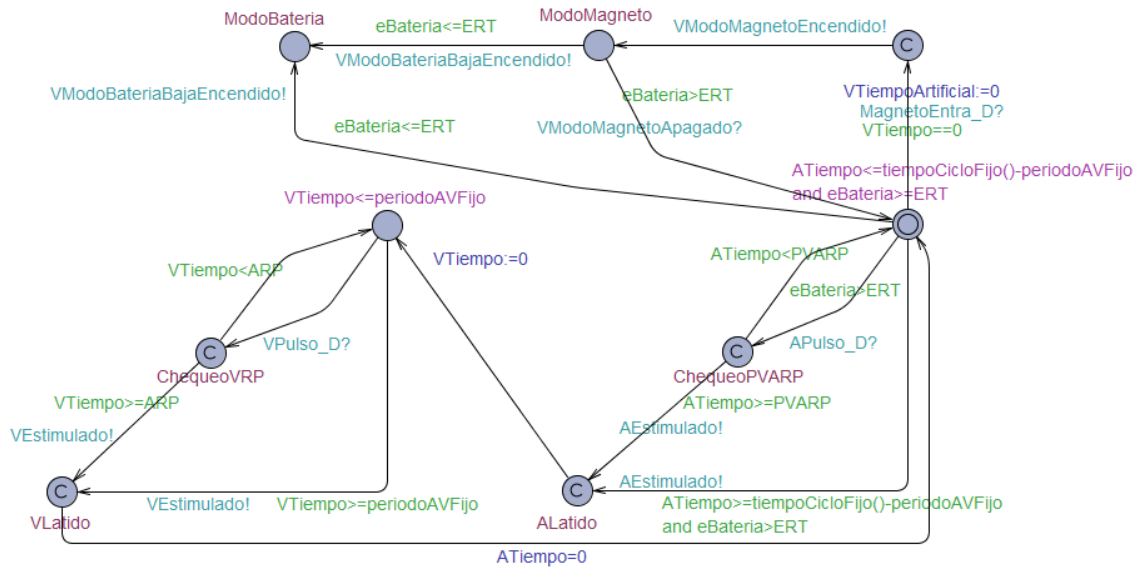 ModoBateria
eBateria<=ERT
ModoMagneto
VModoMagnetoEncendido!
C
VModoBateriaBajaEncendido!
VModoBateriaBajaEncendido!
eBateria<=ERT
eBateria>ERT
VModoMagnetoApagado?
VTiempoArtificial:=0
MagnetoEntra_D?
VTiempo==0
ATiempo<=tiempoCicloFijo()-periodoAVFijo
and eBateria>=ERT
VTiempo<=periodoAVFijo
VTiempo<ARP
VTiempo:=0
ATiempo<PVARP
eBateria>ERT
C
VPulso_D?
C
APulso_D?
ChequeoVRP
ChequeoPVARP
VTiempo>=ARP
ATiempo>=PVARP
VEstimulado!
AEstimulado!
C
VEstimulado!
VTiempo>=periodoAVFijo
C
AEstimulado!
VLatido
ALatido
ATiempo>=tiempoCicloFijo()-periodoAVFijo
and eBateria>ERT
ATiempo=0